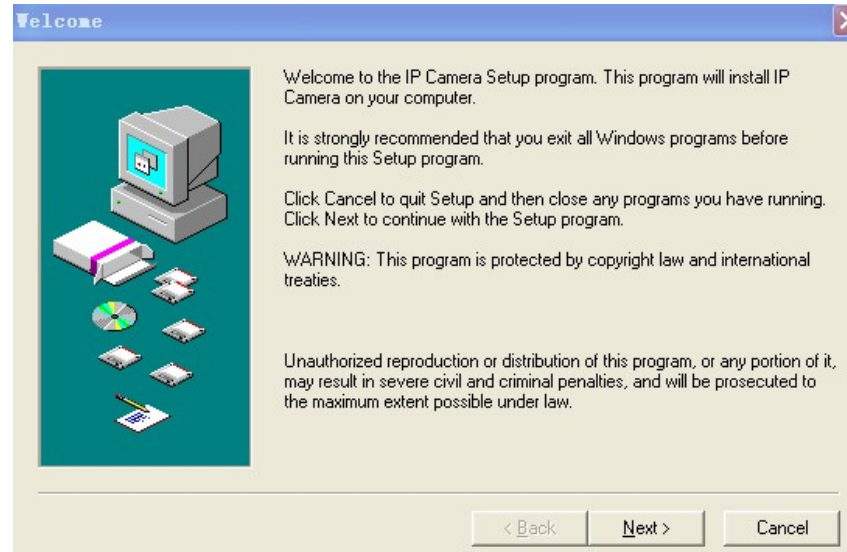 Welcome
Welcome to the IP Camera Setup program. This program will install IP
Camera on your computer.
It is strongly recommended that you exit all Windows programs before
running this Setup program.
Click Cancel to quit Setup and then close any programs you have running.
Click Next to continue with the Setup program.
WARNING: This program is protected by copyright law and international
treaties.
Unauthorized reproduction or distribution of this program, or any portion of it,
may result in severe civil and criminal penalties, and will be prosecuted to
the maximum extent possible under law.
< Back Next > Cancel